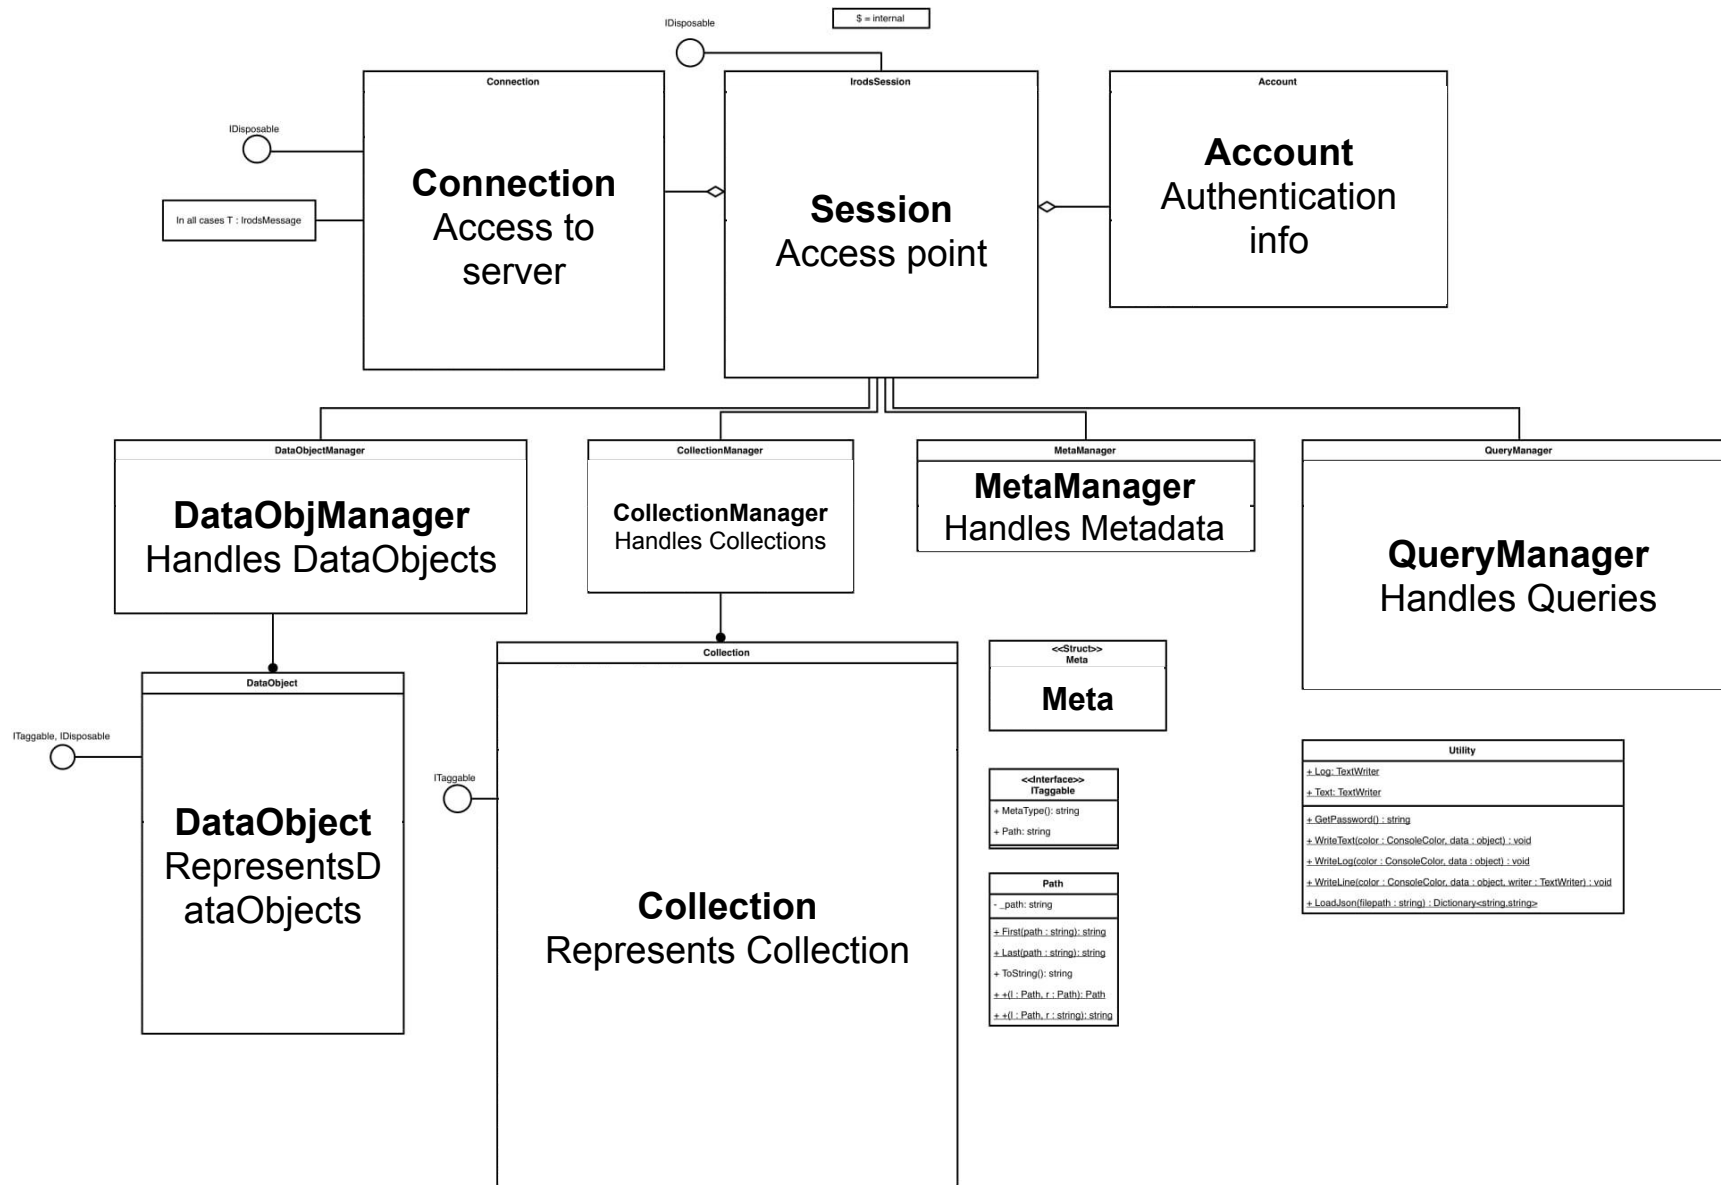 IDisposable
$ = internal
Connection
IrodsSession
Account
IDisposable
Connection
Access to
server
Session
Access point
Account
Authentication
info
In all cases T : IrodsMessage
DataObjectManager
CollectionManager
MetaManager
QueryManager
DataObjManager
Handles DataObjects
CollectionManager
Handles Collections
MetaManager
Handles Metadata
QueryManager
Handles Queries
DataObject
Collection
<<Struct>>
Meta
Meta
ITaggable, IDisposable
DataObject
RepresentsD
ataObjects
ITaggable
Collection
Represents Collection
<<Interface>>
ITaggable
+ MetaType(): string
+ Path: string
Path
- _path: string
+ First(path : string): string
+ Last(path : string): string
+ ToString(): string
+ +(l : Path, r : Path): Path
+ +(l : Path, r : string): string
Utility
+ Log: TextWriter
+ Text: TextWriter
+ GetPassword() : string
+ WriteText(color : ConsoleColor, data : object) : void
+ WriteLog(color : ConsoleColor, data : object) : void
+ WriteLine(color : ConsoleColor, data : object, writer : TextWriter) : void
+ LoadJson(filepath : string) : Dictionary<string,string>